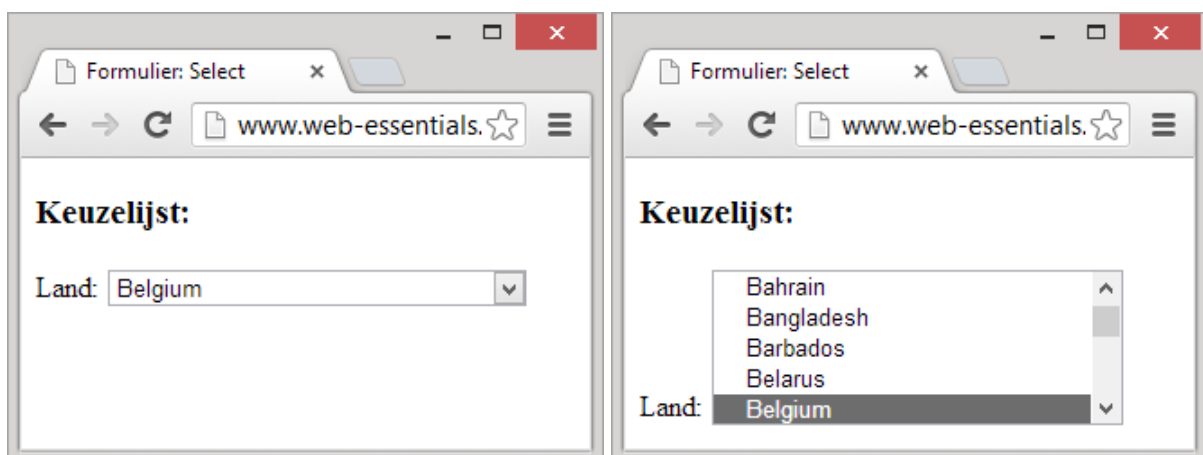 Formulier: Select
www.web-essentials.
Keuzelijst:
Land: Belgium
Formulier: Select
www.web-essentials.
Keuzelijst:
Bahrain
Bangladesh
Barbados
Belarus
Land: Belgium